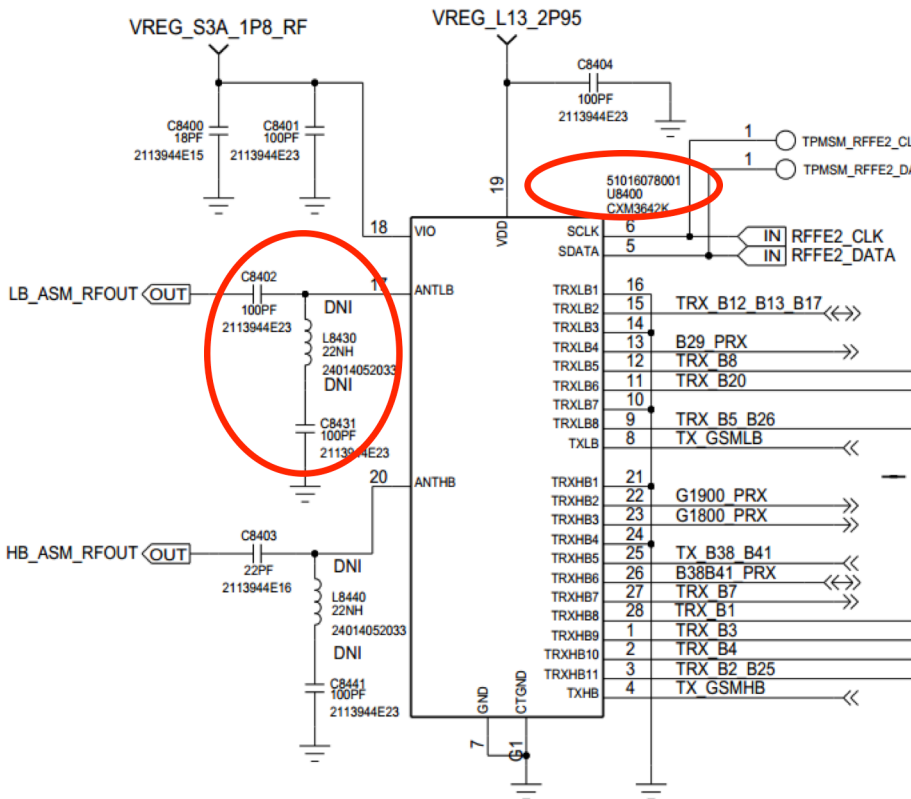 VREG_S3A_1P8_RF
VREG_L13_2P95
C8404
100PF
2113944E23
C8400
18PF
2113944E15
C8401
100PF
2113944E23
1
TPMSM_RFFE2_CL
1
TPMSM_RFFE2_DA
19
51016078001
U8400
CXM3642K
18
VIO
VDD
SCLK
6
IN
RFFE2_CLK
SDATA
5
IN
RFFE2_DATA
C8402
LB_ASM_RFOUT
OUT
100PF
2113944E23
17
ANTLB
DNI
L8430
22NH
24014052033
DNI
C8431
100PF
2113944E23
TRXLB1
16
TRXLB2
15
TRX_B12_B13_B17
TRXLB3
14
TRXLB4
13
B29_PRX
TRXLB5
12
TRX_B8
TRXLB6
11
TRX_B20
TRXLB7
10
TRXLB8
9
TRX_B5_B26
TXLB
8
TX_GSMLB
20
ANTHB
TRXHB1
21
TRXHB2
22
G1900_PRX
TRXHB3
23
G1800_PRX
TRXHB4
24
TRXHB5
25
TX_B38_B41
TRXHB6
26
B38B41_PRX
TRXHB7
27
TRX_B7
TRXHB8
28
TRX_B1
TRXHB9
1
TRX_B3
TRXHB10
2
TRX_B4
TRXHB11
3
TRX_B2_B25
TXHB
4
TX_GSMHB
C8403
HB_ASM_RFOUT
OUT
22PF
2113944E16
DNI
L8440
22NH
24014052033
DNI
C8441
100PF
2113944E23
GND
CTGND
7
G1